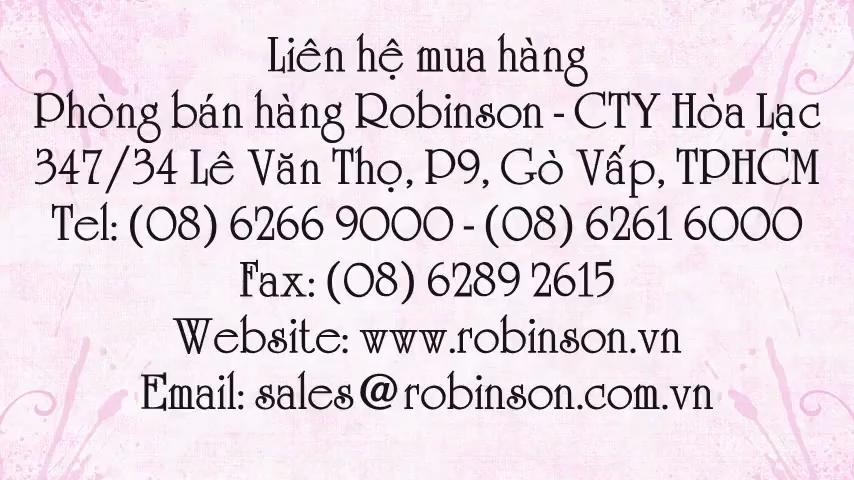 Liên hệ mua hàng
Phòng bán hàng Robinson - CTY Hòa Lạc
347/34 Lê Văn Thọ, P9, Gò Vấp, TPHCM
Tel: (08) 6266 9000 - (08) 6261 6000
Fax: (08) 6289 2615
Website: www.robinson.vn
Email: sales@robinson.com.vn